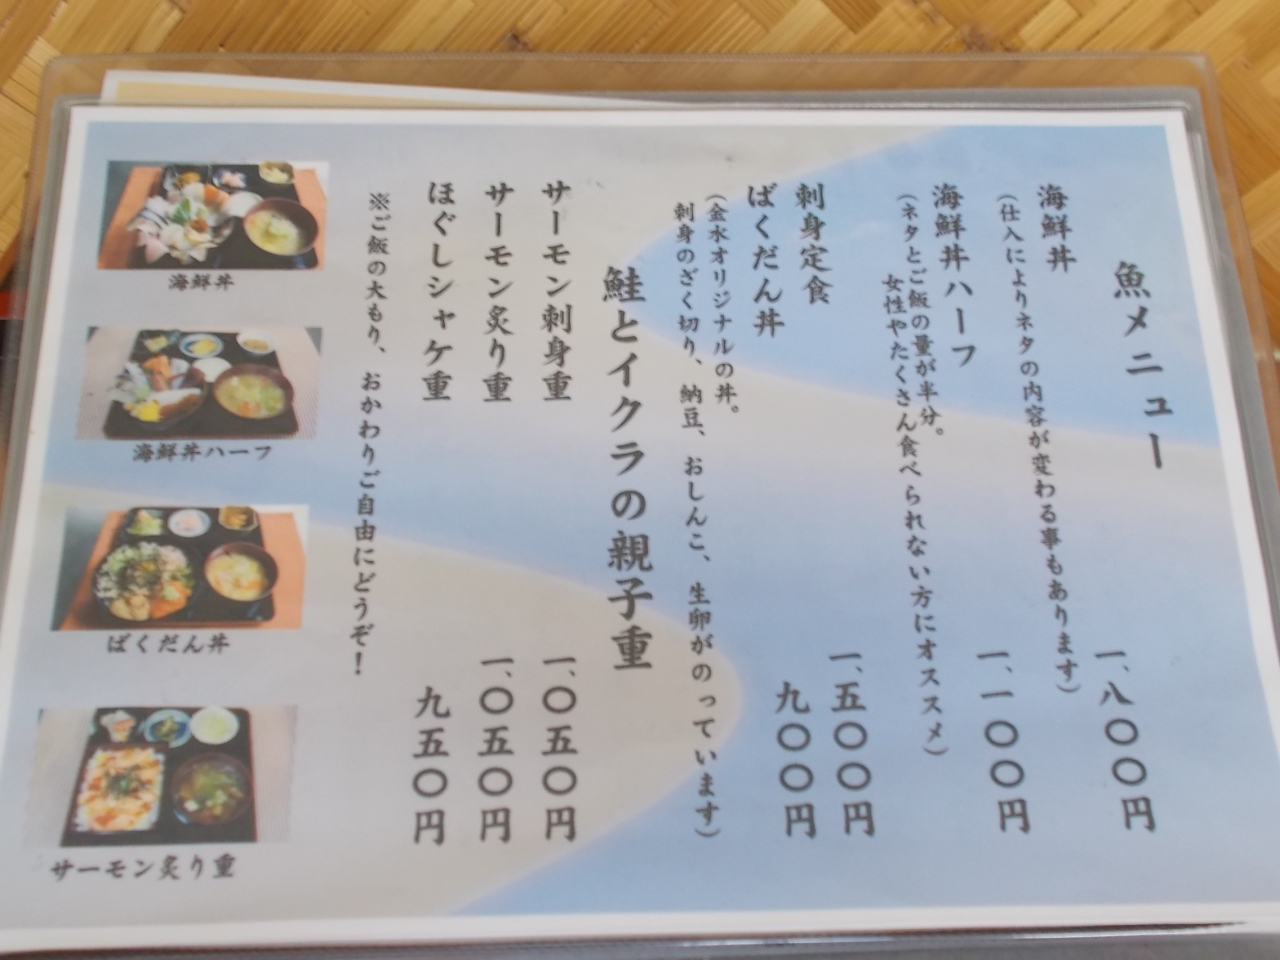 魚メニュー
海鮮丼 一、八〇〇円
（仕入によりネタの内容が変わる事もあります）
海鮮丼ハーフ 一、一〇〇円
（ネタとご飯の量が半分。
女性やたくさん食べられない方にオススメ）
刺身定食 一、五〇〇円
ばくだん丼 九〇〇円
（金水オリジナルの丼。
刺身のざく切り、納豆、おしんこ、生卵がのっています）
鮭とイクラの親子重
サーモン刺身重 一、〇五〇円
サーモン炙り重 一、〇五〇円
ほぐしシャケ重 九五〇円
※ご飯の大もり、おかわりご自由にどうぞ！
海鮮丼
海鮮丼ハーフ
ばくだん丼
サーモン炙り重